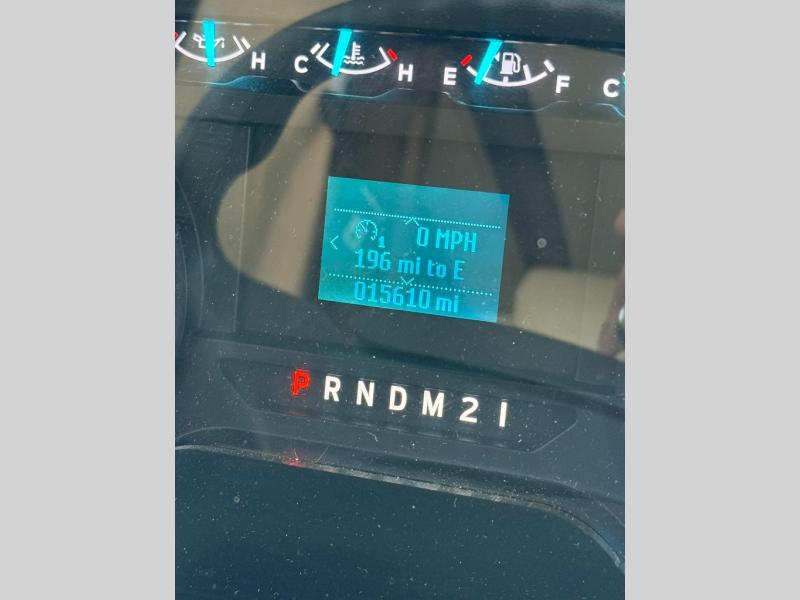 H C H E F C
1 0 MPH
196 mi to E
015610 mi
P R N D M 2 1